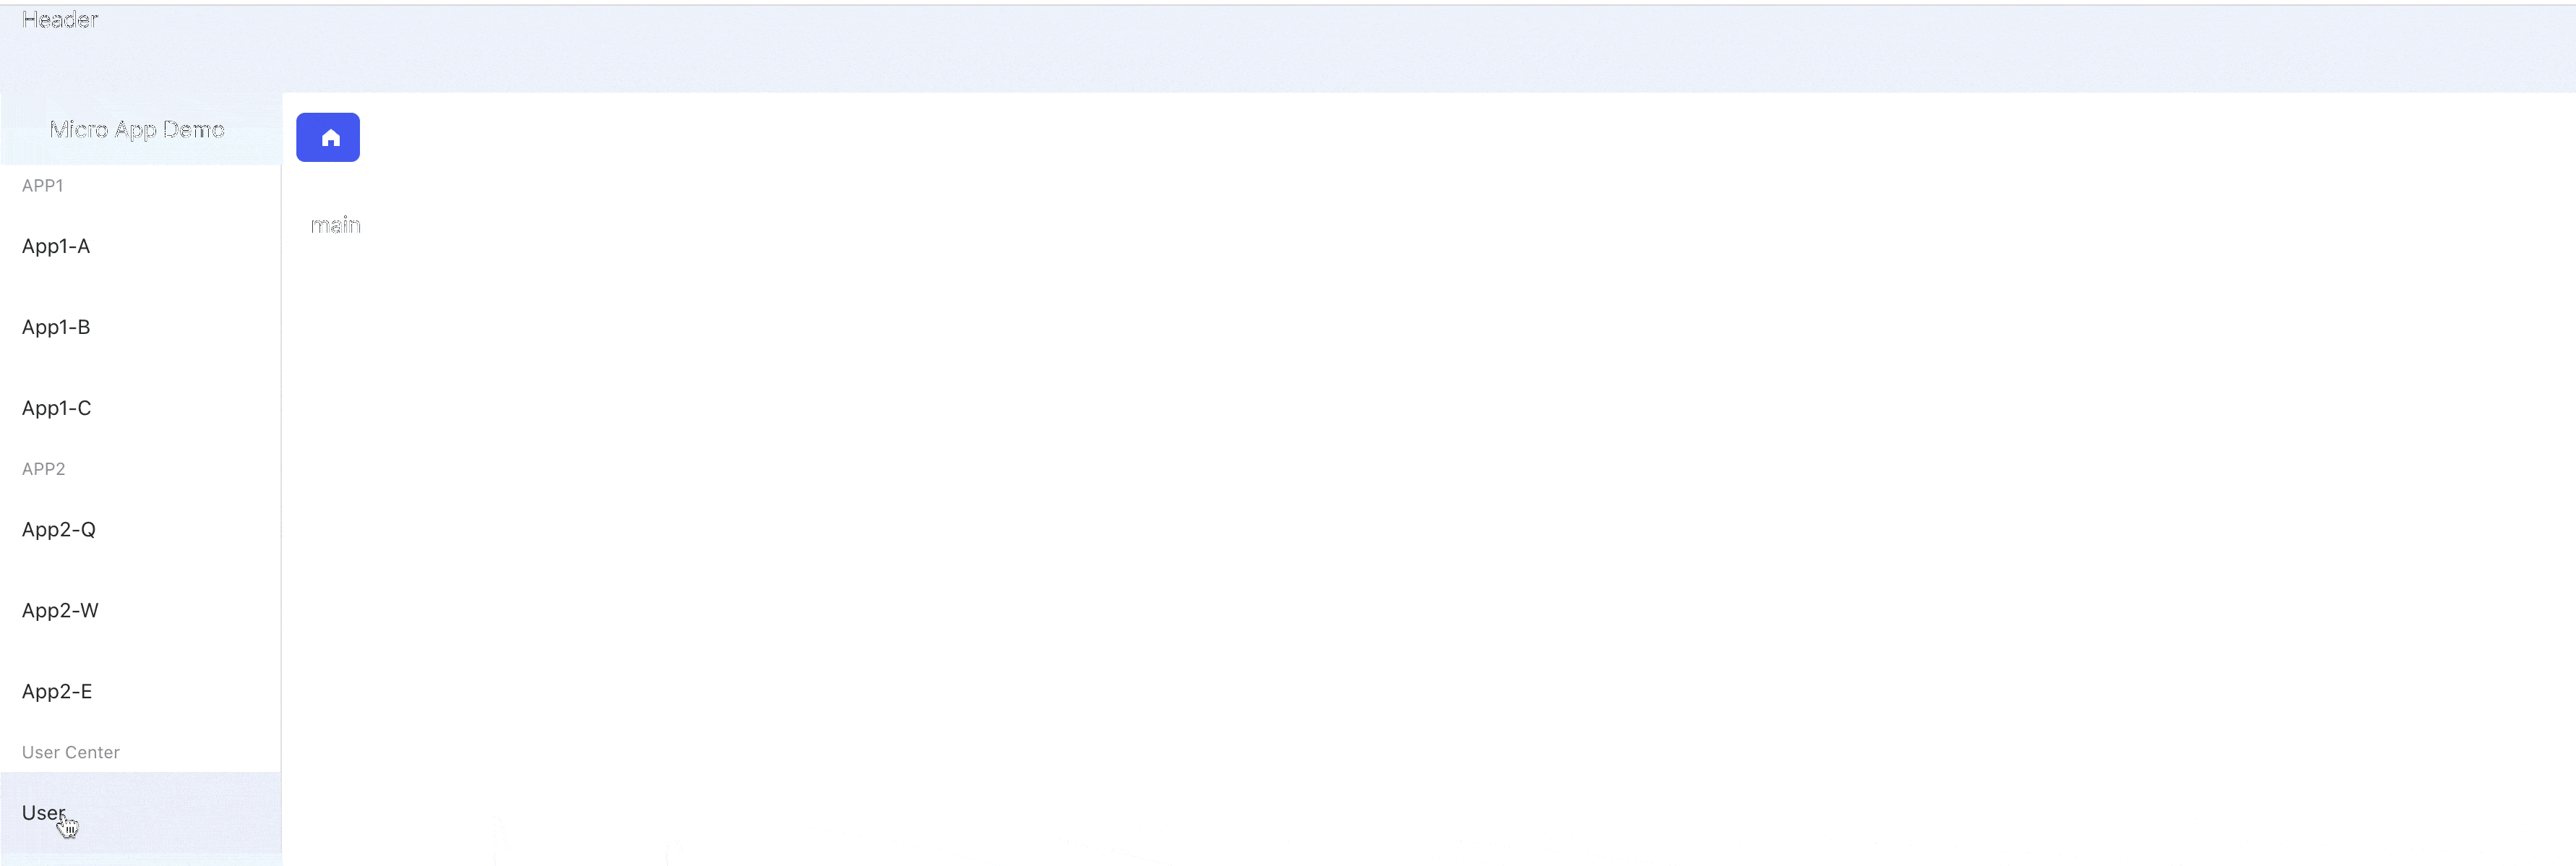 Header
Micro App Demo
APP1
App1-A
App1-B
App1-C
APP2
App2-Q
App2-W
App2-E
User Center
User
main